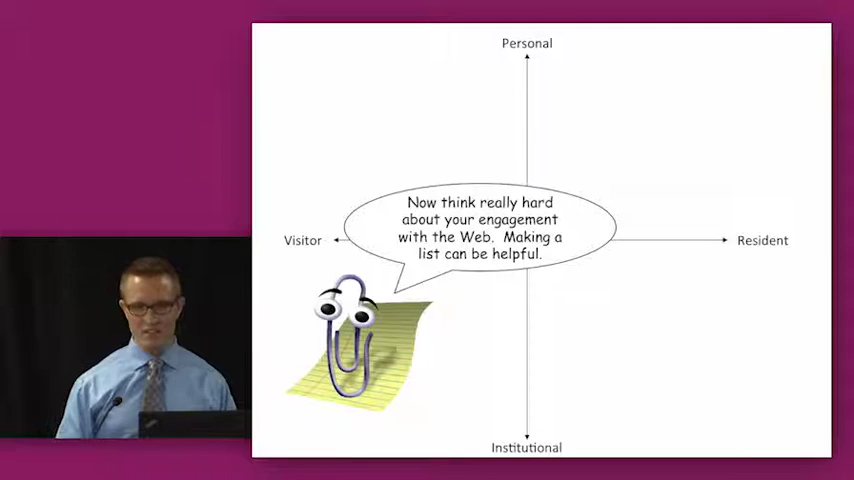 Personal
Now think really hard
about your engagement
with the Web. Making a
list can be helpful.
Visitor
Resident
Institutional